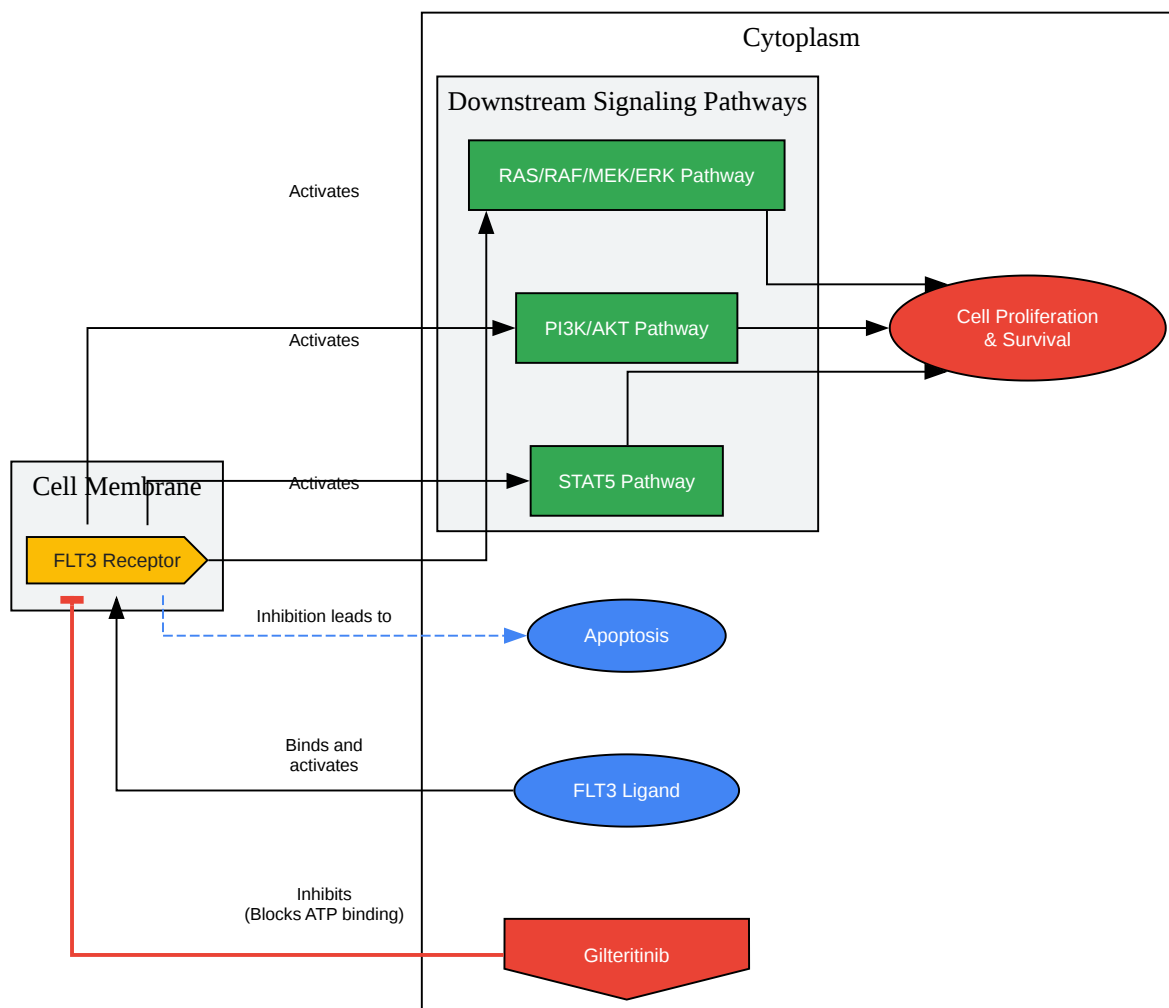 Cytoplasm
Downstream Signaling Pathways
RAS/RAF/MEK/ERK Pathway
Activates
Cell Proliferation
& Survival
PI3K/AKT Pathway
Activates
Cell Membrane
Activates
STAT5 Pathway
FLT3 Receptor
Inhibition leads to
Apoptosis
Binds and
activates
FLT3 Ligand
Inhibits
(Blocks ATP binding)
Gilteritinib